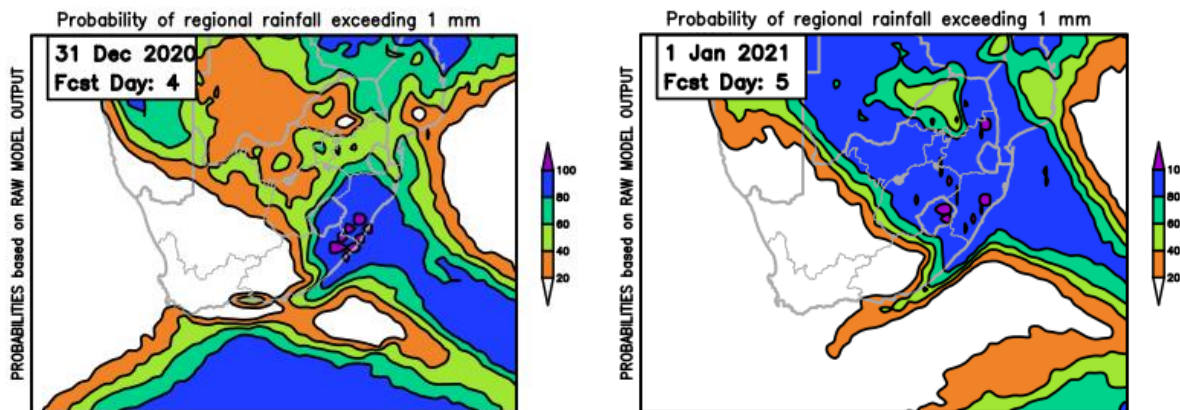 Probability of regional rainfall exceeding 1 mm
31 Dec 2020
Fcst Day: 4
PROBABILITIES based on RAW MODEL OUTPUT
100
80
60
40
20
Probability of regional rainfall exceeding 1 mm
1 Jan 2021
Fcst Day: 5
PROBABILITIES based on RAW MODEL OUTPUT
10
80
60
40
20